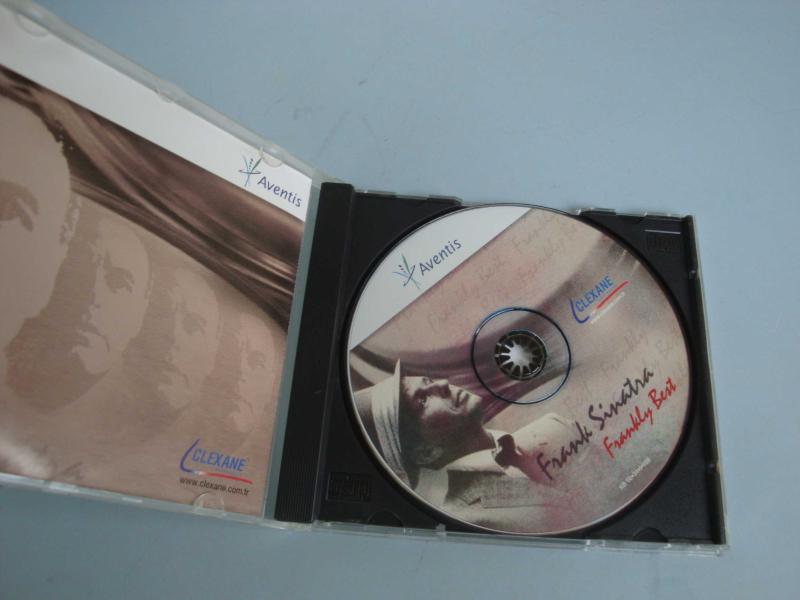 Aventis
CLEXANE
www.clexane.com.tr
Aventis
CLEXANE
Frank Sinatra
Frankly Best